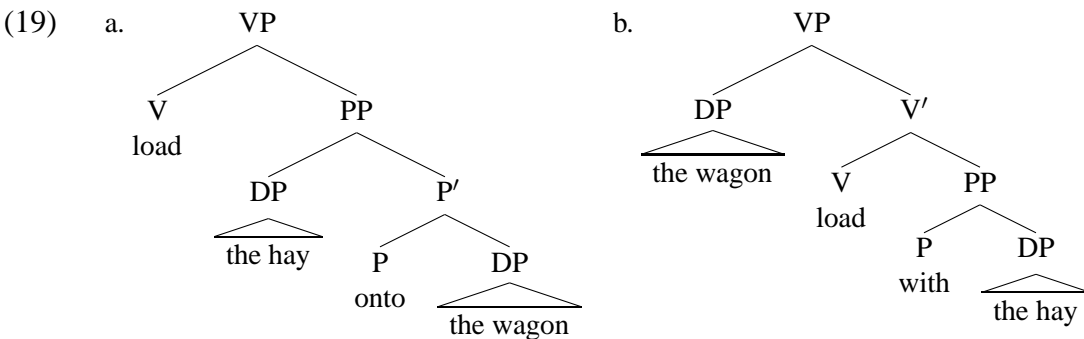 (19) a. VP b. VP
V PP DP V′
load the wagon
DP P′ V PP
the hay load
P DP P DP
onto with
the wagon the hay